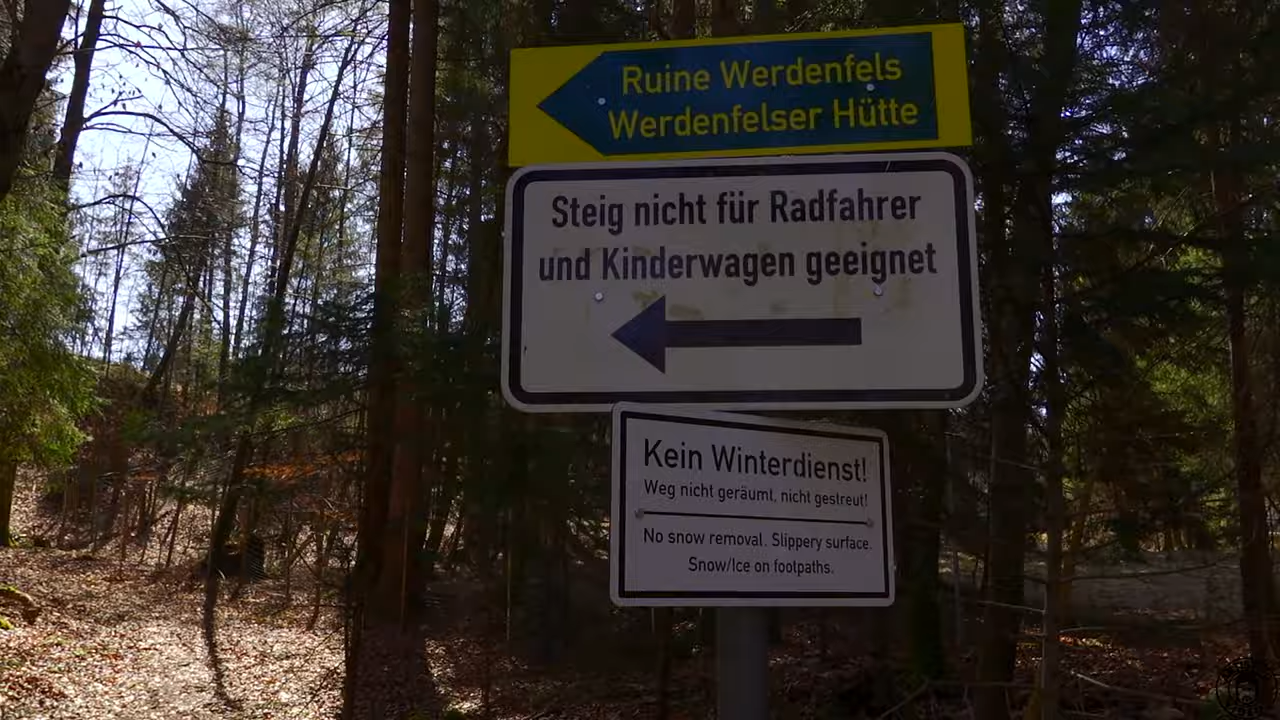 Ruine Werdenfels
Werdenfelser Hütte
Steig nicht für Radfahrer
und Kinderwagen geeignet
Kein Winterdienst!
Weg nicht geräumt, nicht gestreut!
No snow removal. Slippery surface.
Snow/Ice on footpaths.